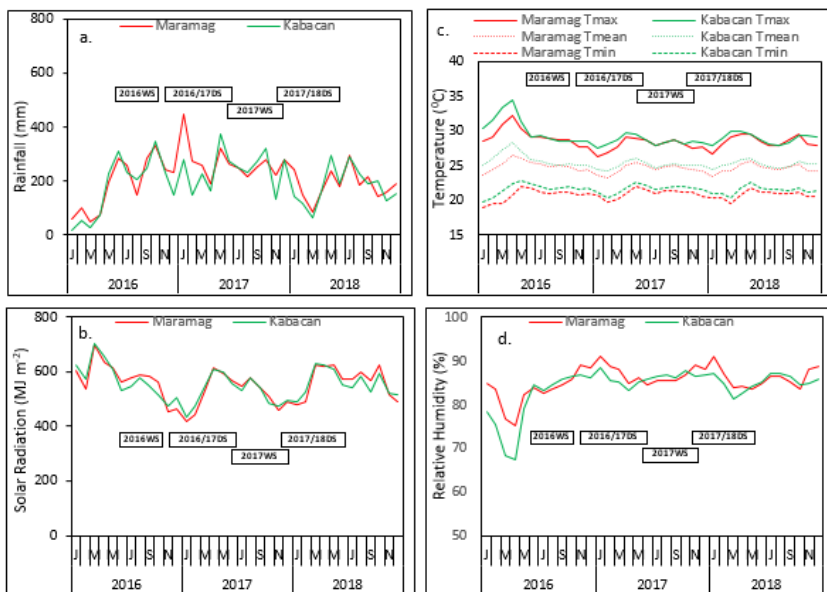 a.
Maramag Kabacan
Rainfall (mm)
800
600
400
200
0
2016WS
2016/17DS
2017WS
2017/18DS
J M M J S N J M M J S N J M M J S N
2016 2017 2018
c.
Maramag Tmax Kabacan Tmax
Maramag Tmean Kabacan Tmean
Maramag Tmin Kabacan Tmin
Temperature (⁰C)
40
35
30
25
20
15
2016WS
2016/17DS
2017WS
2017/18DS
J M M J S N J M M J S N J M M J S N
2016 2017 2018
b.
Maramag Kabacan
Solar Radiation (MJ m⁻²)
800
600
400
200
0
2016WS
2016/17DS
2017WS
2017/18DS
J M M J S N J M M J S N J M M J S N
2016 2017 2018
d.
Maramag Kabacan
Relative Humidity (%)
100
90
80
70
60
50
2016WS
2016/17DS
2017WS
2017/18DS
J M M J S N J M M J S N J M M J S N
2016 2017 2018